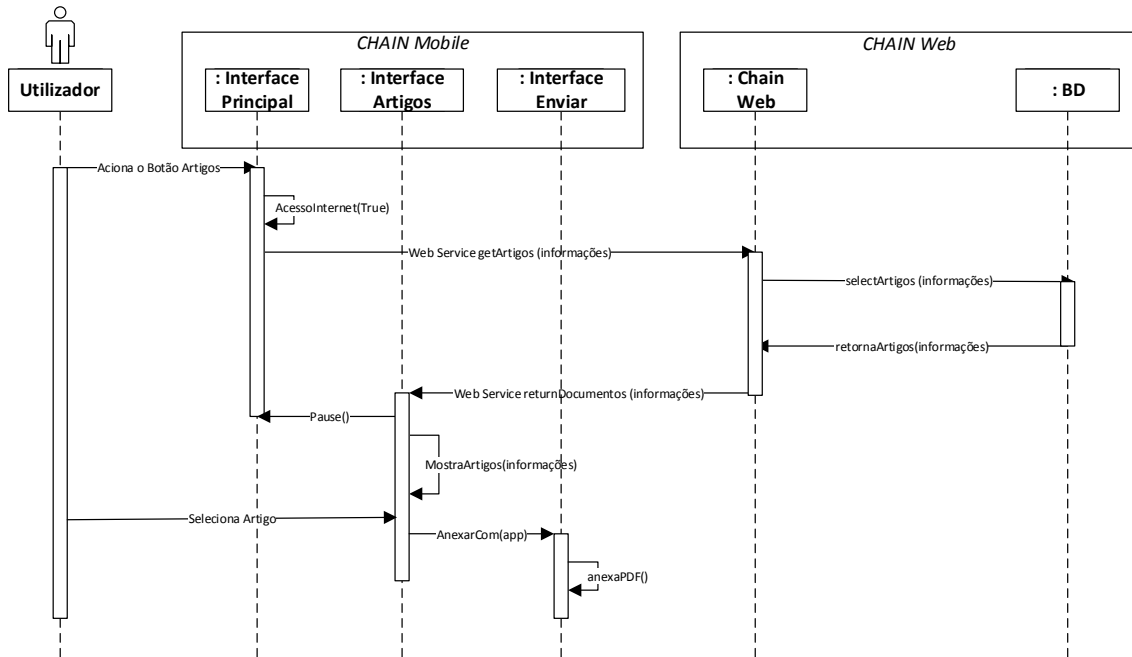 CHAIN Mobile
CHAIN Web
Utilizador
: Interface
Principal
: Interface
Artigos
: Interface
Enviar
: Chain
Web
: BD
Aciona o Botão Artigos
AcessoInternet(True)
Web Service getArtigos (informações)
selectArtigos (informações)
retornaArtigos(informações)
Web Service returnDocumentos (informações)
Pause()
MostraArtigos(informações)
Seleciona Artigo
AnexarCom(app)
anexaPDF()